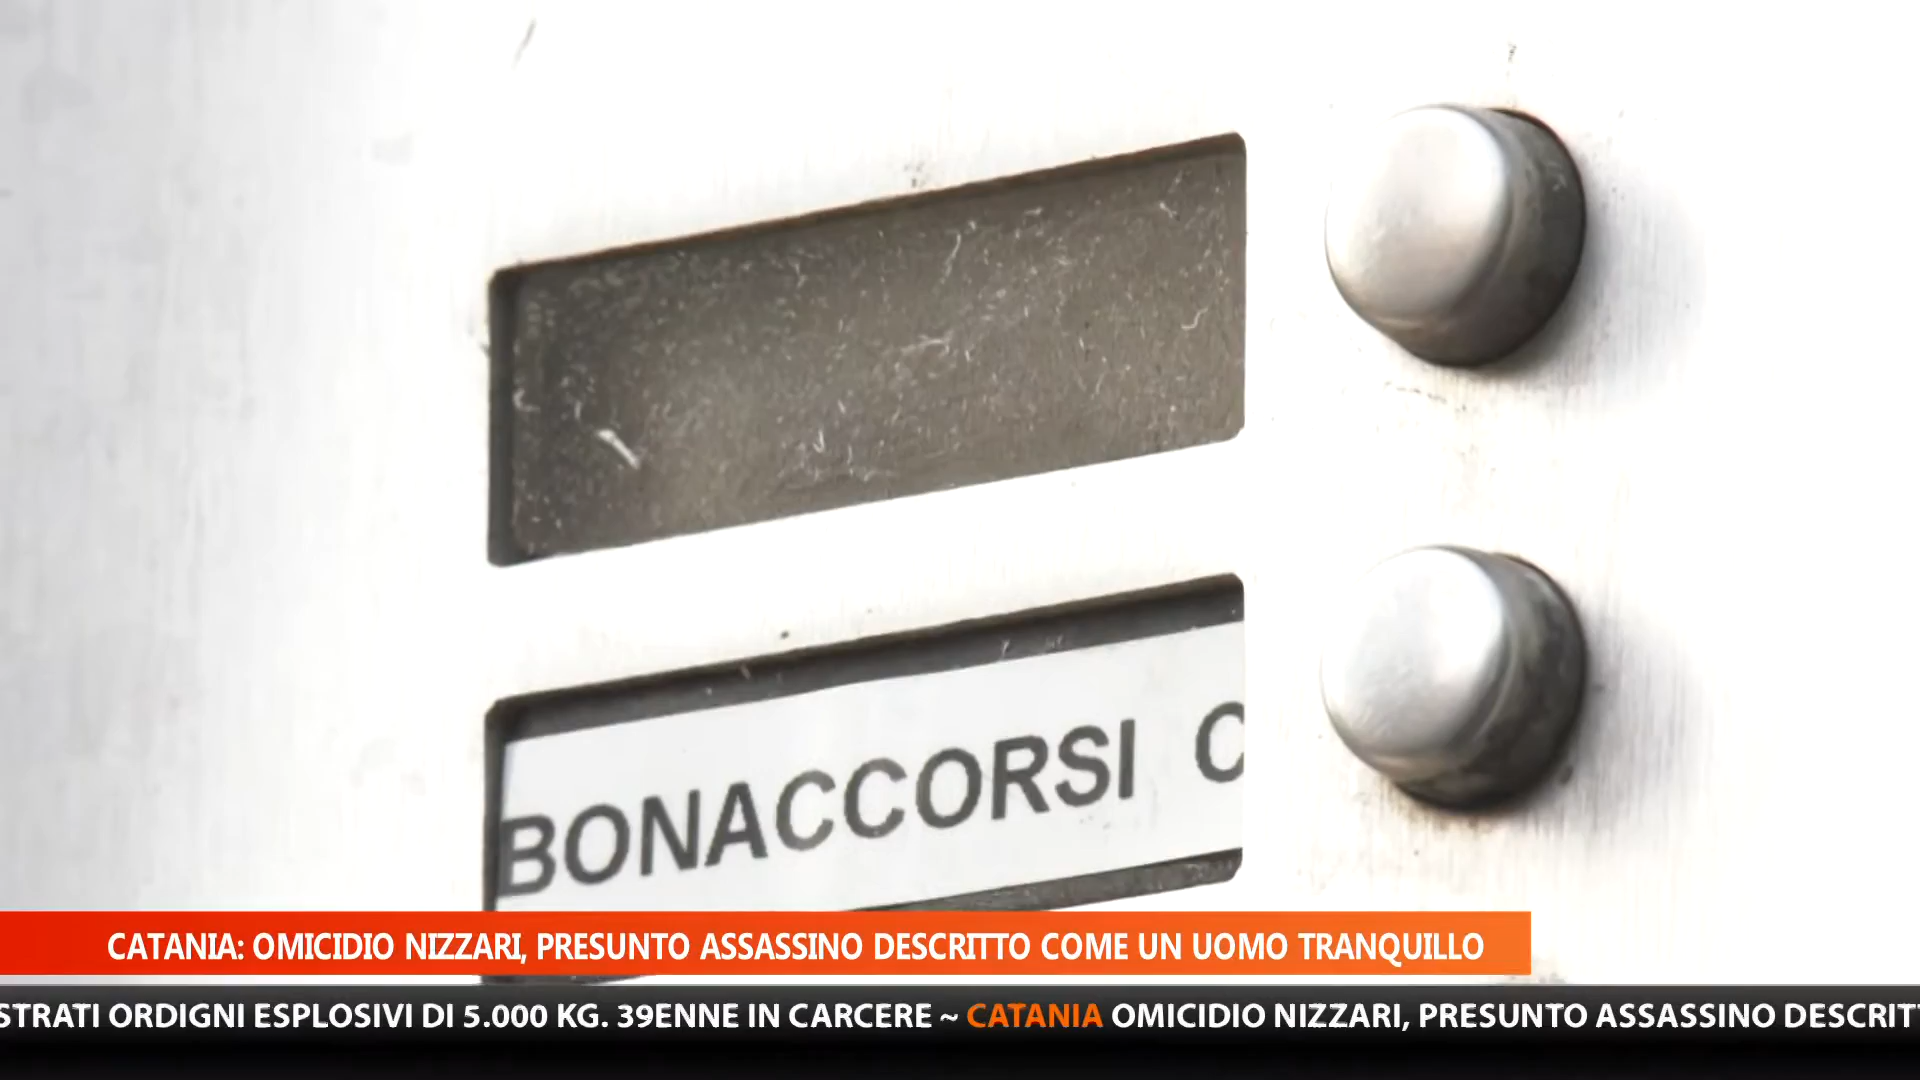 BONACCORSI C
CATANIA: OMICIDIO NIZZARI, PRESUNTO ASSASSINO DESCRITTO COME UN UOMO TRANQUILLO
STRATI ORDIGNI ESPLOSIVI DI 5.000 KG. 39ENNE IN CARCERE ~ CATANIA OMICIDIO NIZZARI, PRESUNTO ASSASSINO DESCRITT